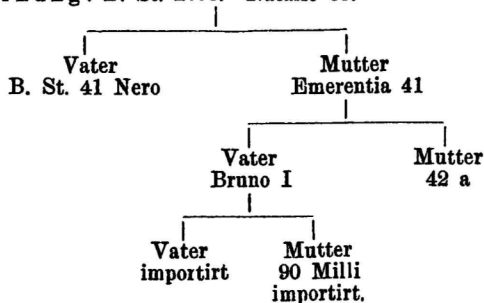 Vater
B. St. 41 Nero
Mutter
Emerentia 41
Vater
Bruno I
Mutter
42 a
Vater
importirt
Mutter
90 Milli
importirt.